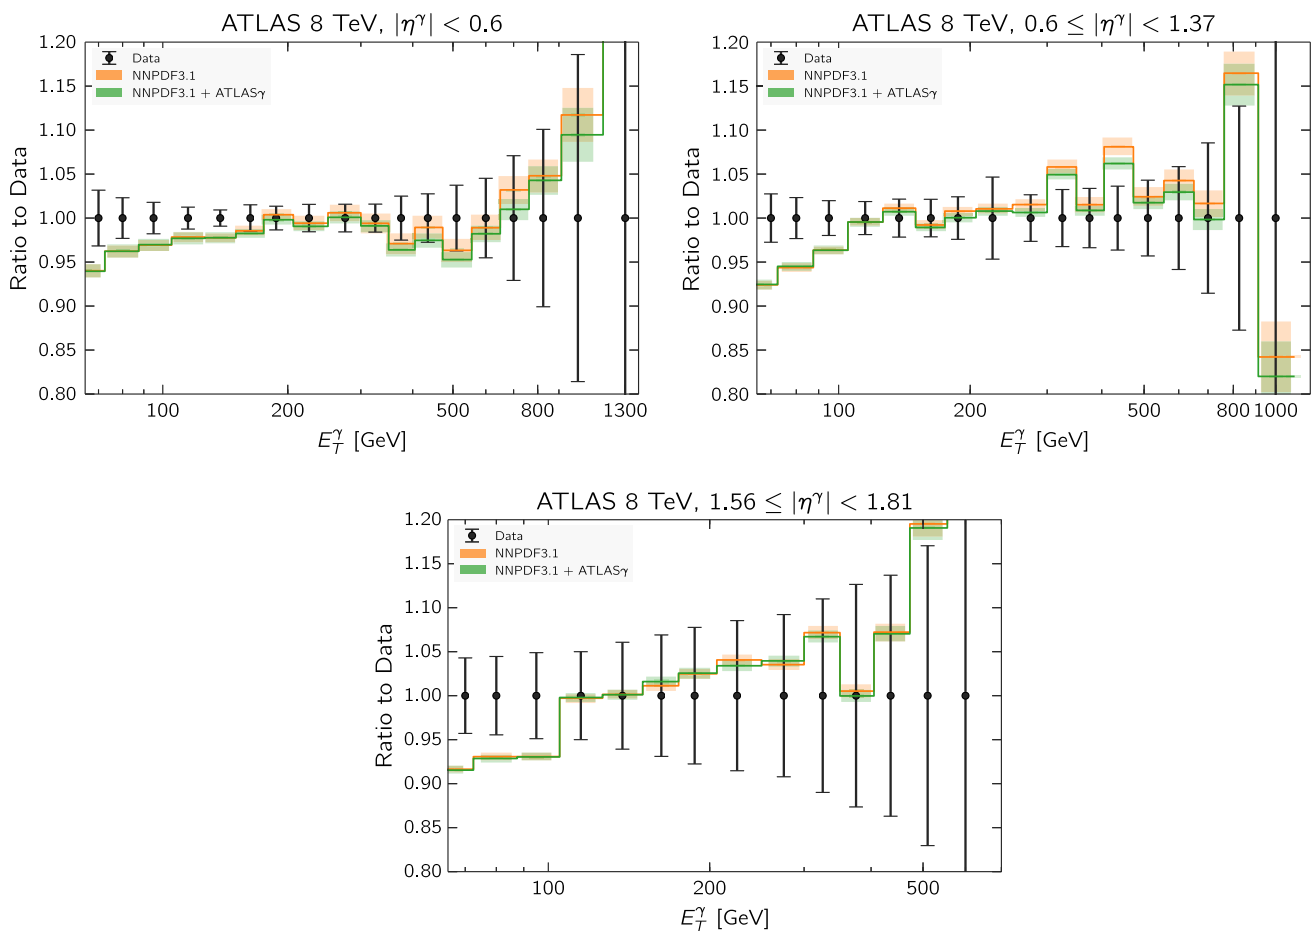 ATLAS 8 TeV, |η^γ| < 0.6
1.20
1.15
1.10
1.05
1.00
0.95
0.90
0.85
0.80
Ratio to Data
Data
NNPDF3.1
NNPDF3.1 + ATLASγ
100
200
500
800
1300
E_T^γ [GeV]
ATLAS 8 TeV, 0.6 ≤ |η^γ| < 1.37
1.20
1.15
1.10
1.05
1.00
0.95
0.90
0.85
0.80
Ratio to Data
Data
NNPDF3.1
NNPDF3.1 + ATLASγ
100
200
500
800
1000
E_T^γ [GeV]
ATLAS 8 TeV, 1.56 ≤ |η^γ| < 1.81
1.20
1.15
1.10
1.05
1.00
0.95
0.90
0.85
0.80
Ratio to Data
Data
NNPDF3.1
NNPDF3.1 + ATLASγ
100
200
500
E_T^γ [GeV]